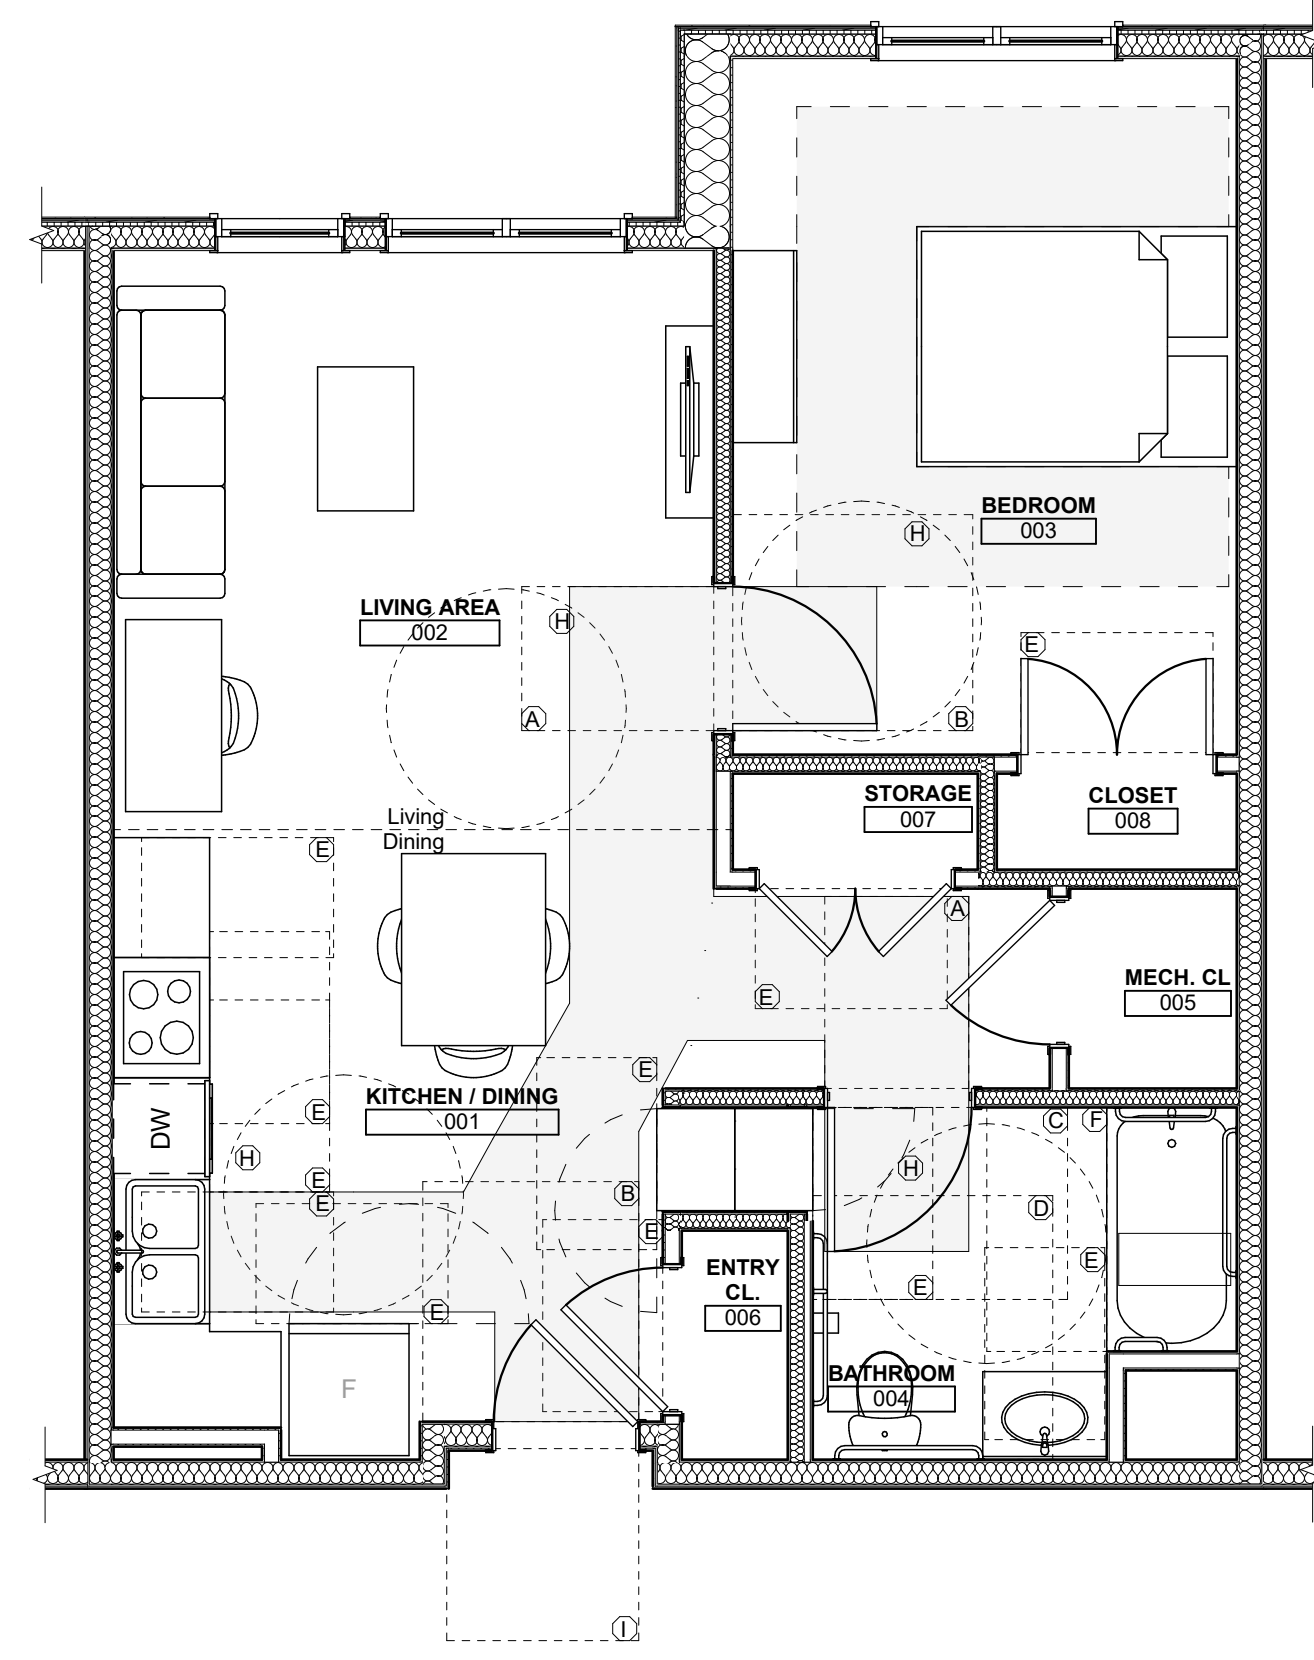 BEDROOM
003
H
LIVING AREA
002
H
E
A
B
STORAGE
007
CLOSET
008
Living
Dining
E
A
MECH. CL
005
E
E
KITCHEN / DINING
001
E
DW
C
F
H
H
E
E
B
D
E
E
ENTRY
CL.
006
E
E
E
F
BATHROOM
004
I